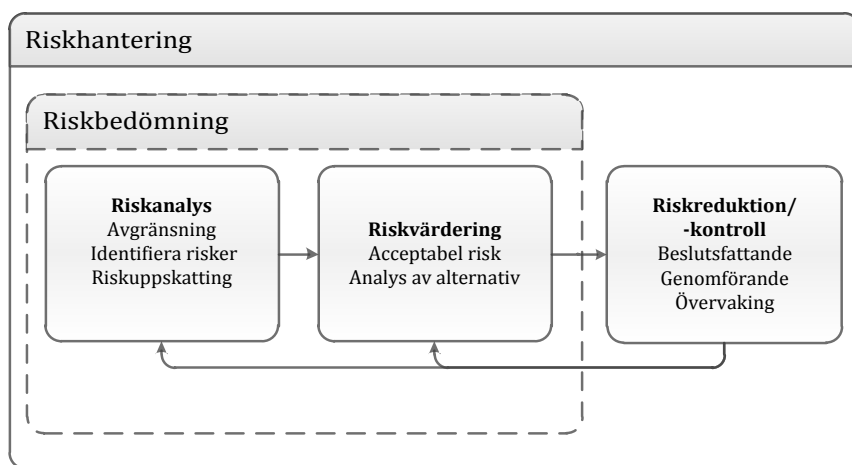 Riskhantering
Riskbedömning
Riskanalys
Avgränsning
Identifiera risker
Riskuppskatting
Riskvärdering
Acceptabel risk
Analys av alternativ
Riskreduktion/
-kontroll
Beslutsfattande
Genomförande
Övervaking